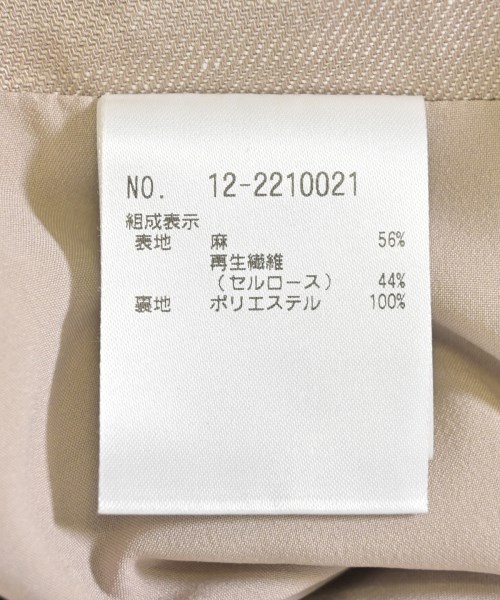 NO. 12-2210021
組成表示
表地 麻 56%
再生繊維
（セルロース） 44%
裏地 ポリエステル 100%